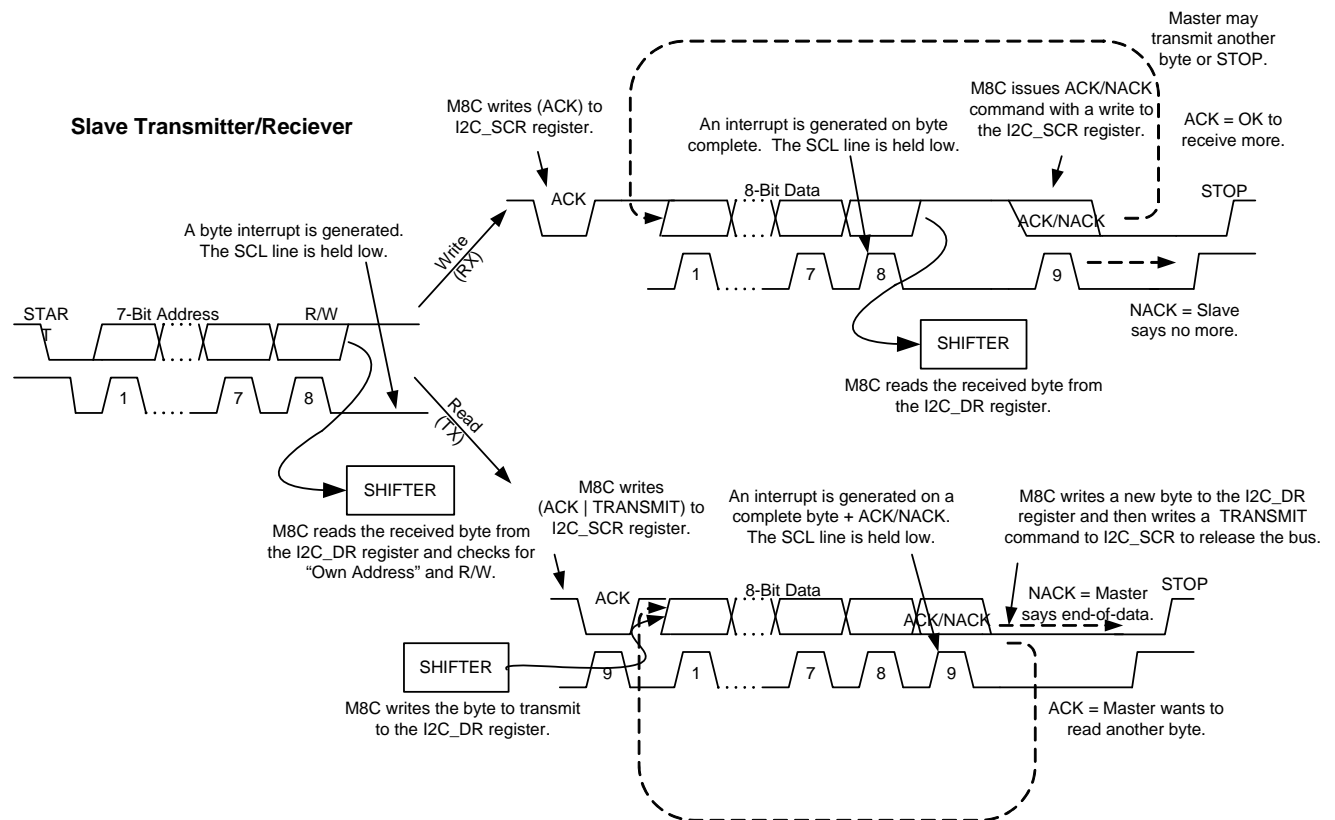 Master may
transmit another
byte or STOP.
M8C issues ACK/NACK
command with a write to
the I2C_SCR register.
M8C writes (ACK) to
I2C_SCR register.
Slave Transmitter/Reciever
An interrupt is generated on byte
complete.  The SCL line is held low.
ACK = OK to
receive more.
ACK
8-Bit Data
STOP
A byte interrupt is generated.
The SCL line is held low.
ACK/NACK
Write
(RX)
1
7
8
9
NACK = Slave
says no more.
STAR
T
7-Bit Address
R/W
SHIFTER
M8C reads the received byte from
the I2C_DR register.
1
7
8
Read
(TX)
SHIFTER
M8C reads the received byte from
the I2C_DR register and checks for
“Own Address” and R/W.
M8C writes
(ACK | TRANSMIT) to
I2C_SCR register.
An interrupt is generated on a
complete byte + ACK/NACK.
The SCL line is held low.
M8C writes a new byte to the I2C_DR
register and then writes a  TRANSMIT
command to I2C_SCR to release the bus.
ACK
8-Bit Data
ACK/NACK
NACK = Master
says end-of-data.
STOP
SHIFTER
9
1
7
8
9
M8C writes the byte to transmit
to the I2C_DR register.
ACK = Master wants to
read another byte.